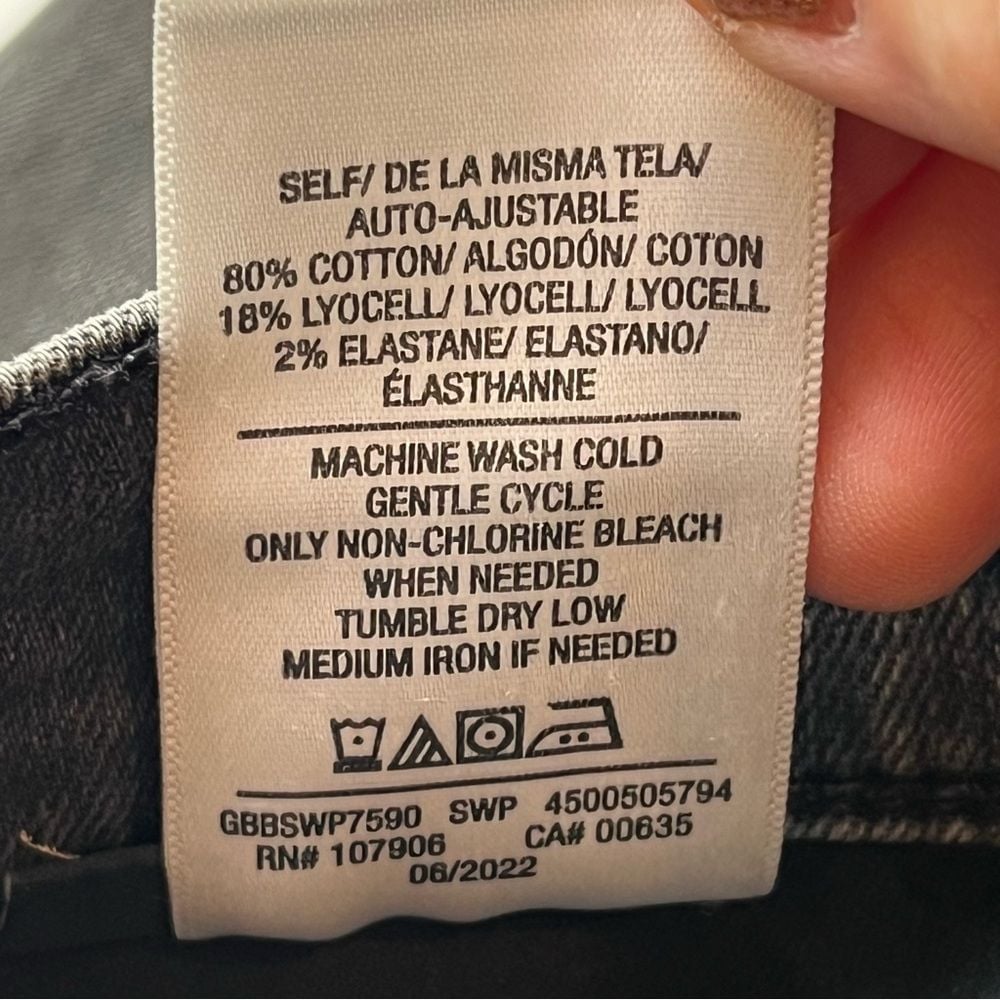 SELF/ DE LA MISMA TELA/
AUTO-AJUSTABLE
80% COTTON/ ALGODÓN/ COTON
18% LYOCELL/ LYOCELL/ LYOCELL
2% ELASTANE/ ELASTANO/
ÉLASTHANNE
MACHINE WASH COLD
GENTLE CYCLE
ONLY NON-CHLORINE BLEACH
WHEN NEEDED
TUMBLE DRY LOW
MEDIUM IRON IF NEEDED
GBBSWP7590 SWP 4500505794
RN# 107906 CA# 00635
06/2022